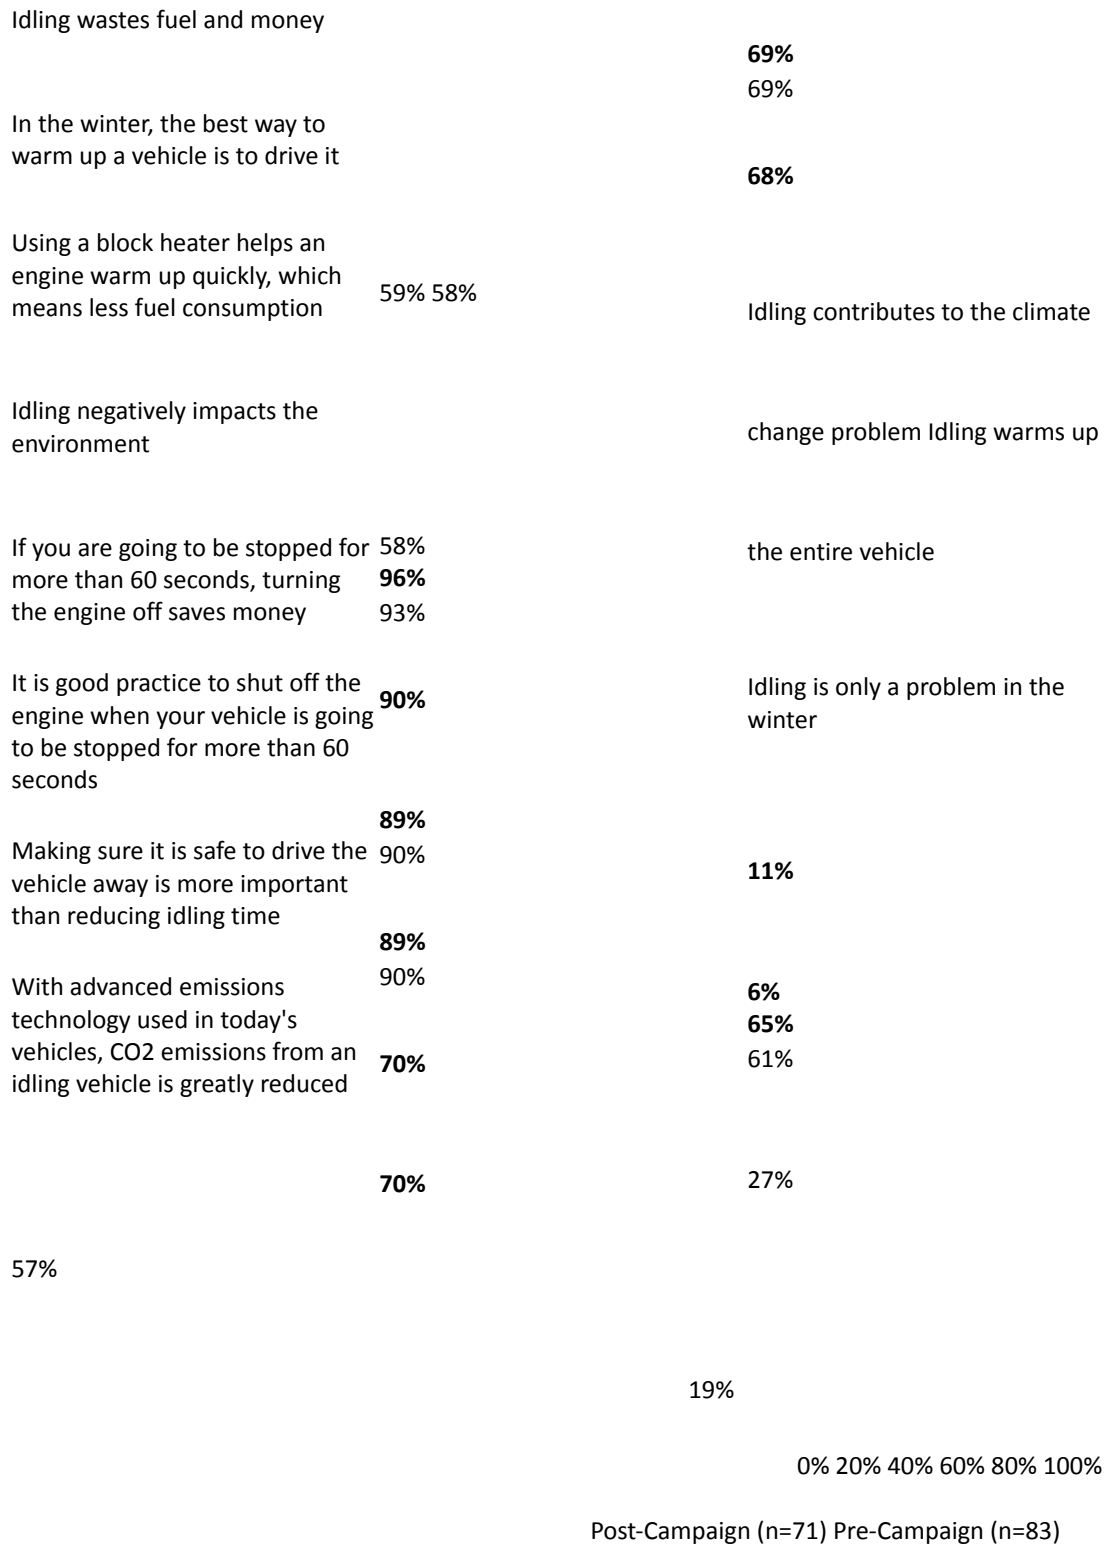 Idling wastes fuel and money
In the winter, the best way to
warm up a vehicle is to drive it
Using a block heater helps an
engine warm up quickly, which
means less fuel consumption
Idling negatively impacts the
environment
If you are going to be stopped for
more than 60 seconds, turning
the engine off saves money
It is good practice to shut off the
engine when your vehicle is going
to be stopped for more than 60
seconds
Making sure it is safe to drive the
vehicle away is more important
than reducing idling time
With advanced emissions
technology used in today's
vehicles, CO2 emissions from an
idling vehicle is greatly reduced
57%
59% 58%
58%
96%
93%
90%
89%
90%
89%
90%
70%
70%
69%
69%
68%
Idling contributes to the climate
change problem Idling warms up
the entire vehicle
Idling is only a problem in the
winter
11%
6%
65%
61%
27%
19%
0% 20% 40% 60% 80% 100%
Post-Campaign (n=71) Pre-Campaign (n=83)